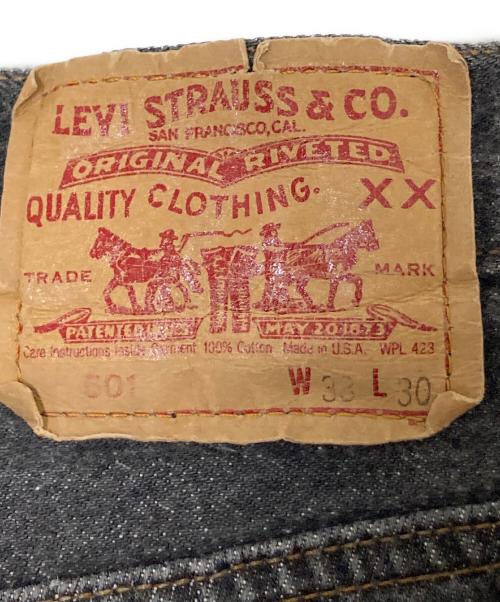 LEVI STRAUSS & CO.
SAN FRANCISCO, CAL.
ORIGINAL RIVETED
QUALITY CLOTHING. XX
TRADE MARK
PATENTED IN U.S. MAY 20 1873
Care Instructions Inside Garment 100% Cotton Made in U.S.A. WPL 423
501 W 33 L 30